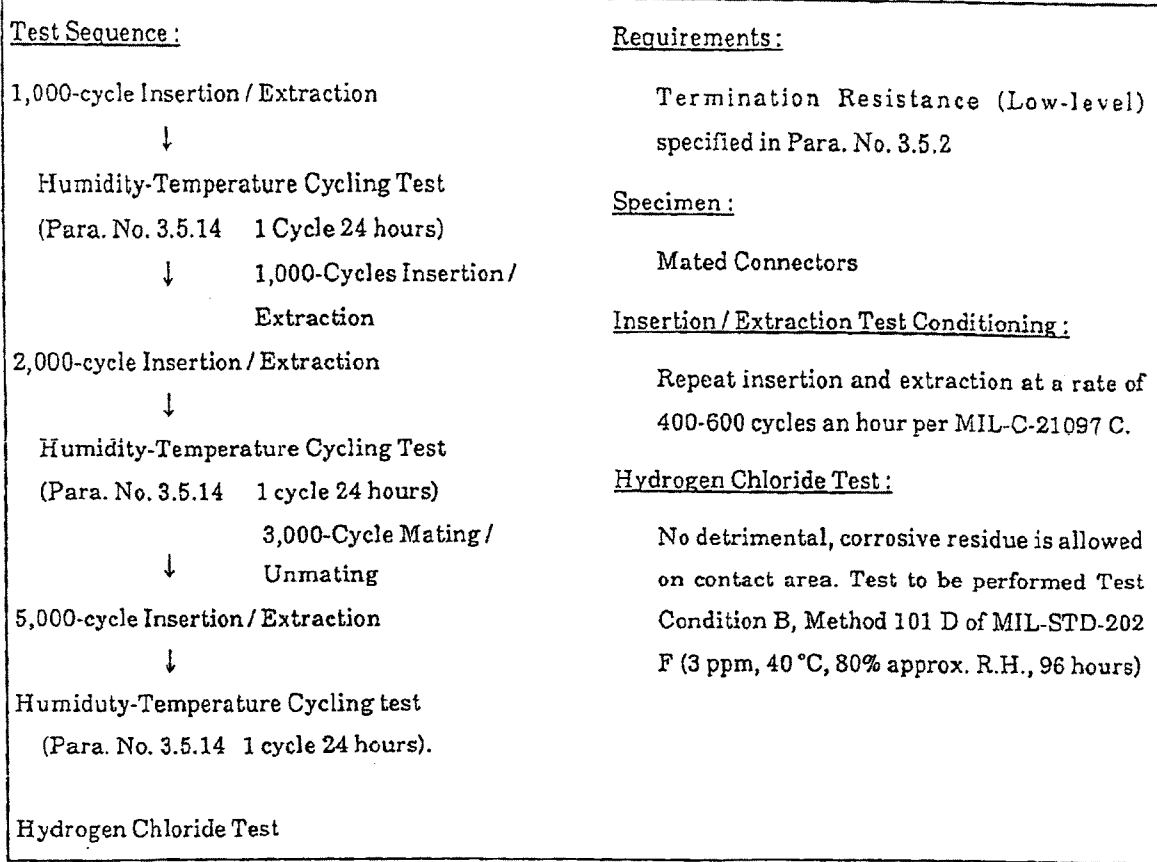 Test Sequence :
1,000-cycle Insertion / Extraction
↓
Humidity-Temperature Cycling Test
(Para. No. 3.5.14 1 Cycle 24 hours)
↓ 1,000-Cycles Insertion /
Extraction
2,000-cycle Insertion / Extraction
↓
Humidity-Temperature Cycling Test
(Para. No. 3.5.14 1 cycle 24 hours)
3,000-Cycle Mating /
↓ Unmating
5,000-cycle Insertion / Extraction
↓
Humiduty-Temperature Cycling test
(Para. No. 3.5.14 1 cycle 24 hours).
Hydrogen Chloride Test
Requirements :
Termination Resistance (Low-level)
specified in Para. No. 3.5.2
Specimen :
Mated Connectors
Insertion / Extraction Test Conditioning :
Repeat insertion and extraction at a rate of
400-600 cycles an hour per MIL-C-21097 C.
Hydrogen Chloride Test :
No detrimental, corrosive residue is allowed
on contact area. Test to be performed Test
Condition B, Method 101 D of MIL-STD-202
F (3 ppm, 40 °C, 80% approx. R.H., 96 hours)